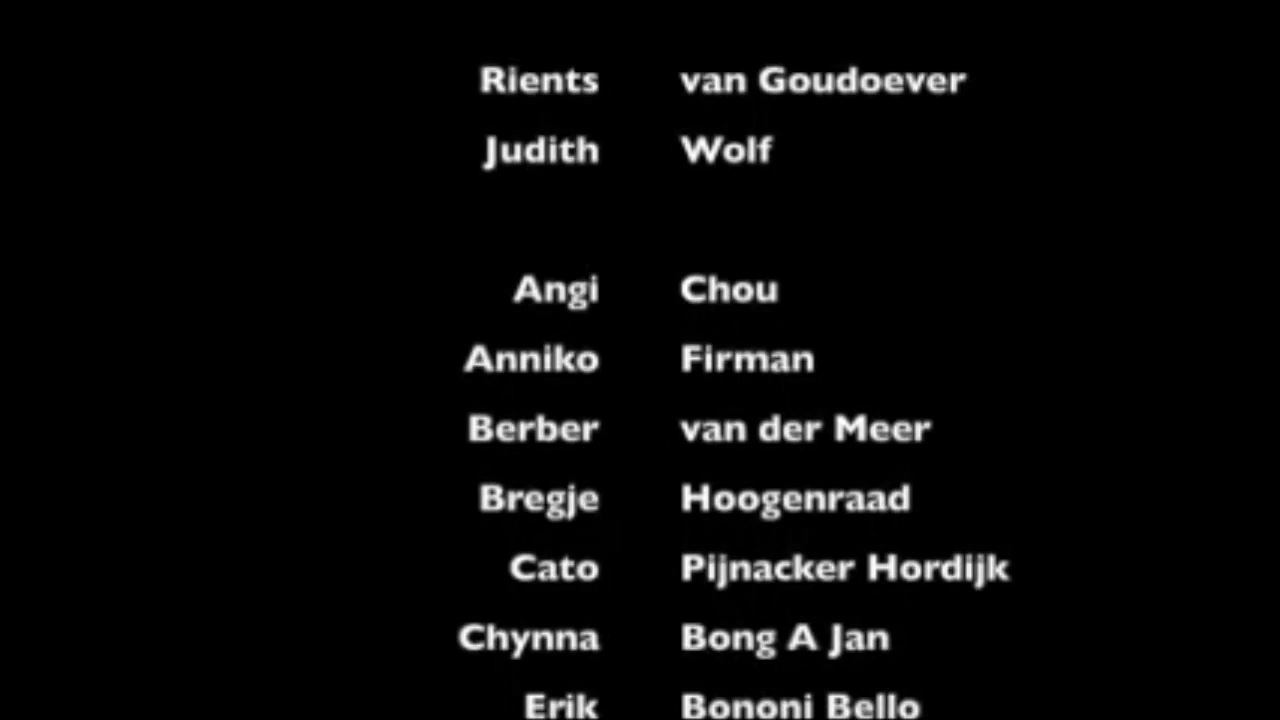 Rients van Goudoever
Judith Wolf
Angi Chou
Anniko Firman
Berber van der Meer
Bregje Hoogenraad
Cato Pijnacker Hordijk
Chynna Bong A Jan
Erik Bononi Bello